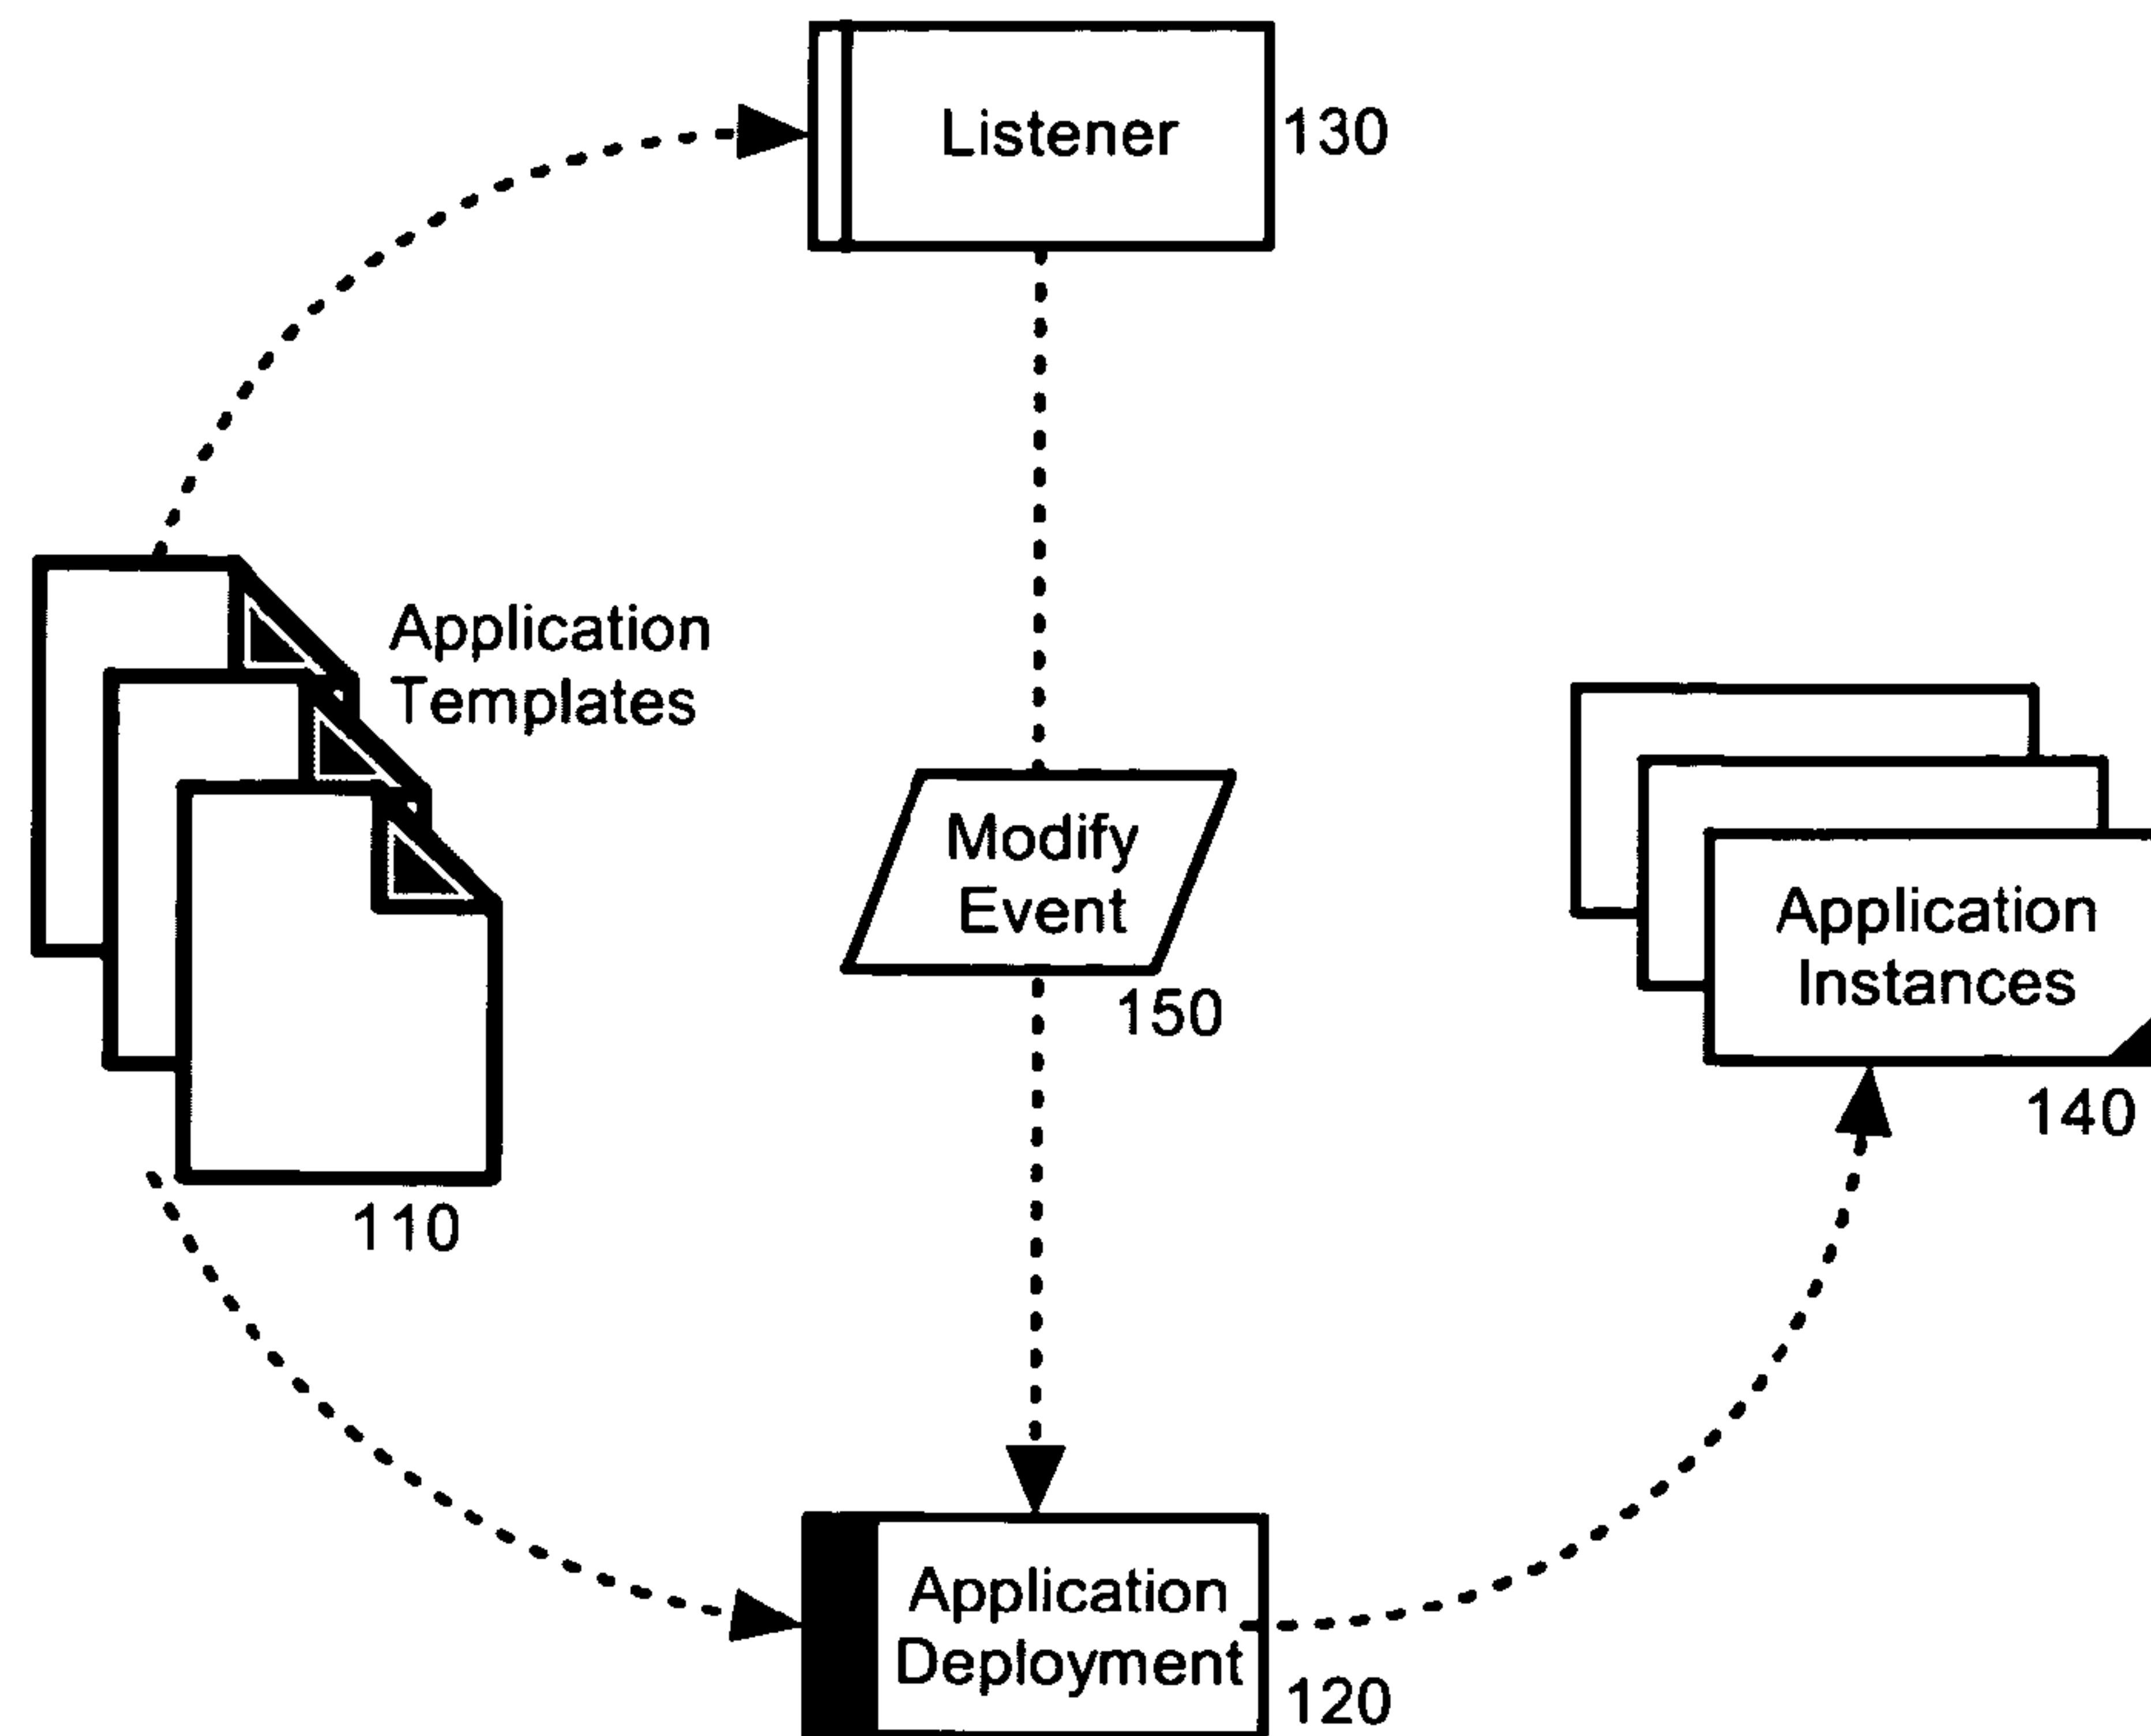 Listener
130
Application
Templates
110
Modify
Event
150
Application
Instances
140
Application
Deployment
120